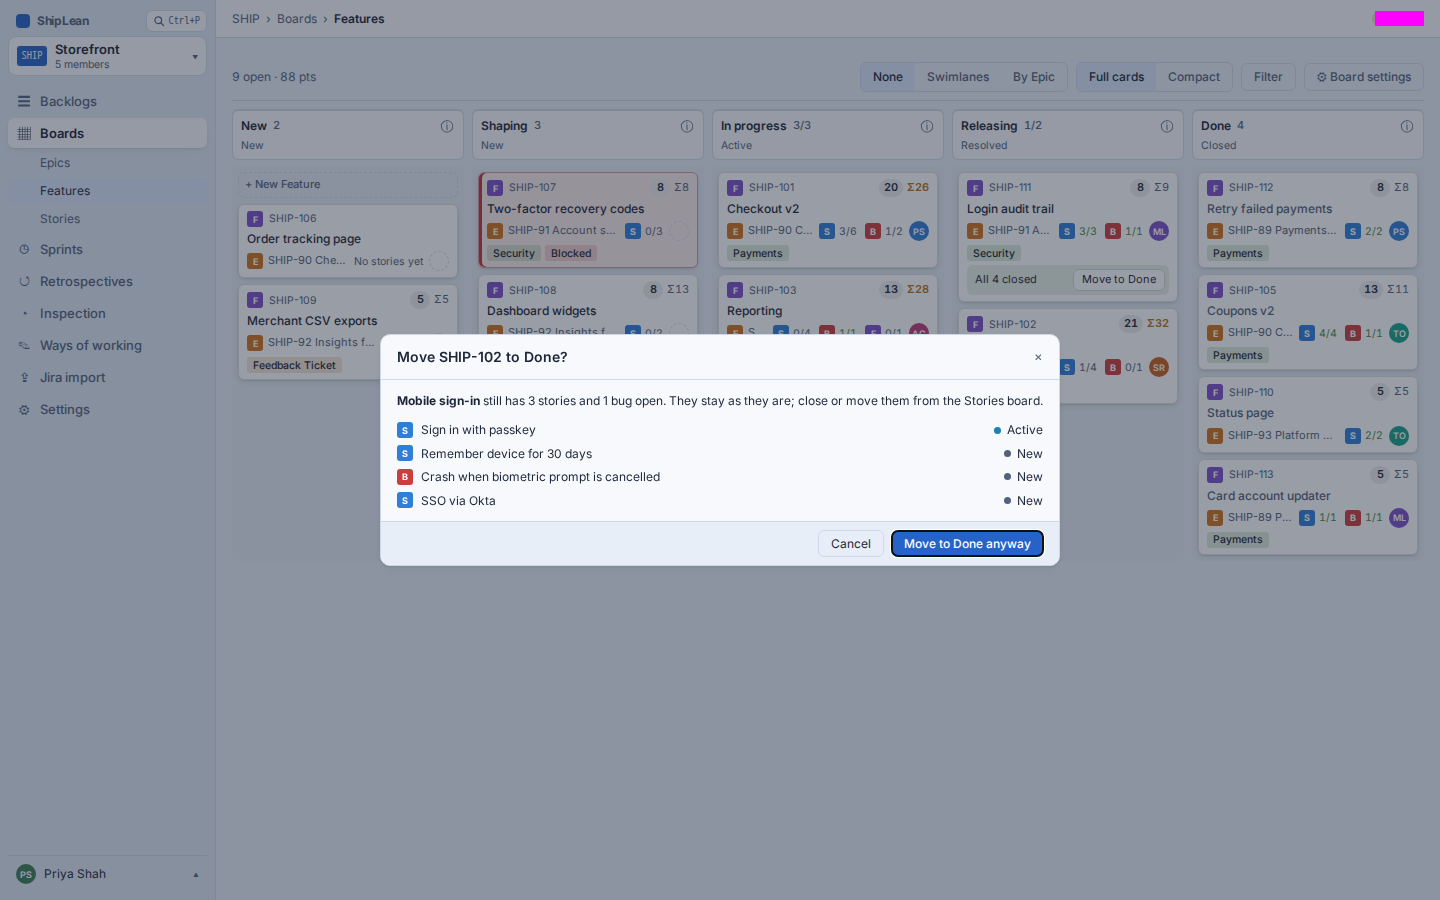 ShipLean
Ctrl+P
SHIP
Storefront
5 members
Backlogs
Boards
Epics
Features
Stories
Sprints
Retrospectives
Inspection
Ways of working
Jira import
Settings
PS
Priya Shah
SHIP › Boards › Features
9 open · 88 pts
None
Swimlanes
By Epic
Full cards
Compact
Filter
Board settings
New 2
New
+ New Feature
F SHIP-106
Order tracking page
E SHIP-90 Che... No stories yet
F SHIP-109 5 Σ5
Merchant CSV exports
E SHIP-92 Insights f...
Feedback Ticket
Shaping 3
New
F SHIP-107 8 Σ8
Two-factor recovery codes
E SHIP-91 Account s... S 0/3
Security Blocked
F SHIP-108 8 Σ13
Dashboard widgets
E SHIP-92 Insights f... S 0/2
In progress 3/3
Active
F SHIP-101 20 Σ26
Checkout v2
E SHIP-90 C... S 3/6 B 1/2 PS
Payments
F SHIP-103 13 Σ28
Reporting
E S... S 0/4 B 1/1 F 0/1 AC
Releasing 1/2
Resolved
F SHIP-111 8 Σ9
Login audit trail
E SHIP-91 A... S 3/3 B 1/1 ML
Security
All 4 closed Move to Done
F SHIP-102 21 Σ32
S 1/4 B 0/1 SR
Done 4
Closed
F SHIP-112 8 Σ8
Retry failed payments
E SHIP-89 Payments... S 2/2 PS
Payments
F SHIP-105 13 Σ11
Coupons v2
E SHIP-90 C... S 4/4 B 1/1 TO
Payments
F SHIP-110 5 Σ5
Status page
E SHIP-93 Platform ... S 2/2 TO
F SHIP-113 5 Σ5
Card account updater
E SHIP-89 P... S 1/1 B 1/1 ML
Payments
Move SHIP-102 to Done? ×
Mobile sign-in still has 3 stories and 1 bug open. They stay as they are; close or move them from the Stories board.
S Sign in with passkey Active
S Remember device for 30 days New
B Crash when biometric prompt is cancelled New
S SSO via Okta New
Cancel
Move to Done anyway